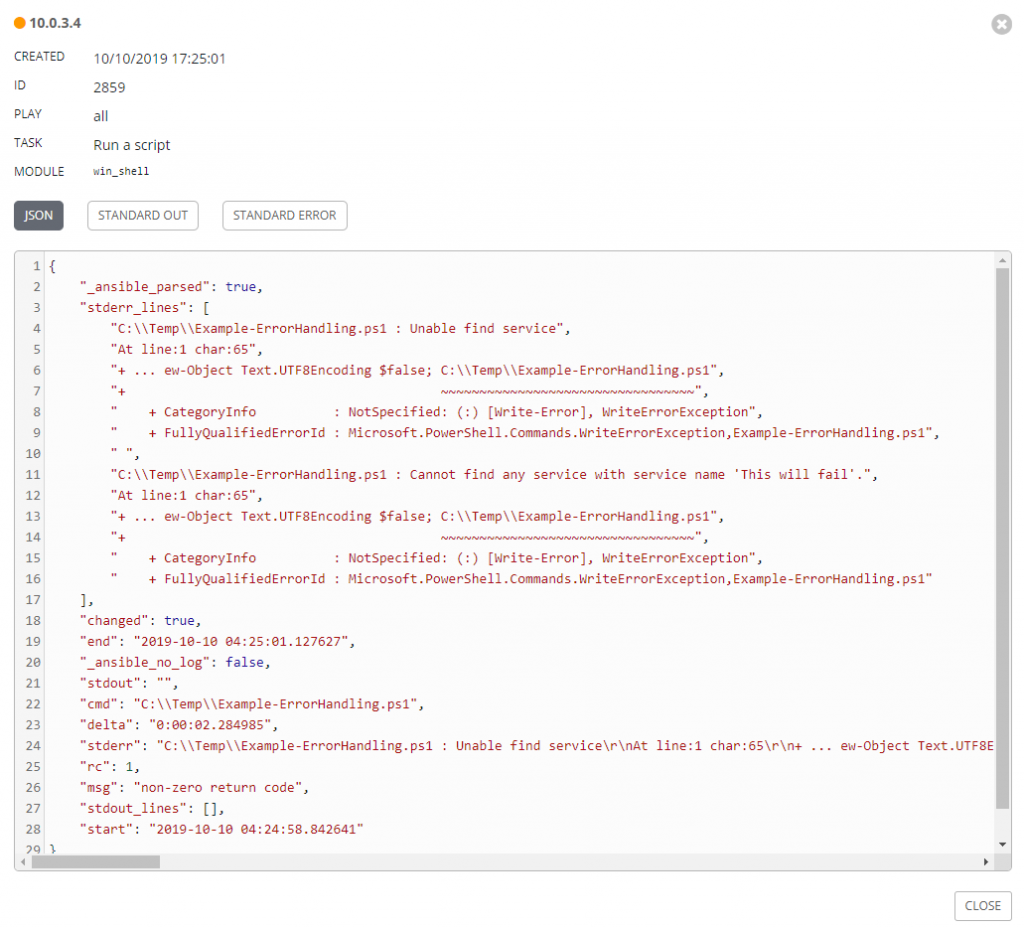 10.0.3.4
CREATED 10/10/2019 17:25:01
ID 2859
PLAY all
TASK Run a script
MODULE win_shell
JSON STANDARD OUT STANDARD ERROR
1 {
2     "_ansible_parsed": true,
3     "stderr_lines": [
4         "C:\\Temp\\Example-ErrorHandling.ps1 : Unable find service",
5         "At line:1 char:65",
6         "+ ... ew-Object Text.UTF8Encoding $false; C:\\Temp\\Example-ErrorHandling.ps1",
7         "+                                         ~~~~~~~~~~~~~~~~~~~~~~~~~~~~~~~~~",
8         "    + CategoryInfo          : NotSpecified: (:) [Write-Error], WriteErrorException",
9         "    + FullyQualifiedErrorId : Microsoft.PowerShell.Commands.WriteErrorException,Example-ErrorHandling.ps1",
10         " ",
11         "C:\\Temp\\Example-ErrorHandling.ps1 : Cannot find any service with service name 'This will fail'.",
12         "At line:1 char:65",
13         "+ ... ew-Object Text.UTF8Encoding $false; C:\\Temp\\Example-ErrorHandling.ps1",
14         "+                                         ~~~~~~~~~~~~~~~~~~~~~~~~~~~~~~~~~",
15         "    + CategoryInfo          : NotSpecified: (:) [Write-Error], WriteErrorException",
16         "    + FullyQualifiedErrorId : Microsoft.PowerShell.Commands.WriteErrorException,Example-ErrorHandling.ps1"
17     ],
18     "changed": true,
19     "end": "2019-10-10 04:25:01.127627",
20     "_ansible_no_log": false,
21     "stdout": "",
22     "cmd": "C:\\Temp\\Example-ErrorHandling.ps1",
23     "delta": "0:00:02.284985",
24     "stderr": "C:\\Temp\\Example-ErrorHandling.ps1 : Unable find service\r\nAt line:1 char:65\r\n+ ... ew-Object Text.UTF8E
25     "rc": 1,
26     "msg": "non-zero return code",
27     "stdout_lines": [],
28     "start": "2019-10-10 04:24:58.842641"
29 }
CLOSE